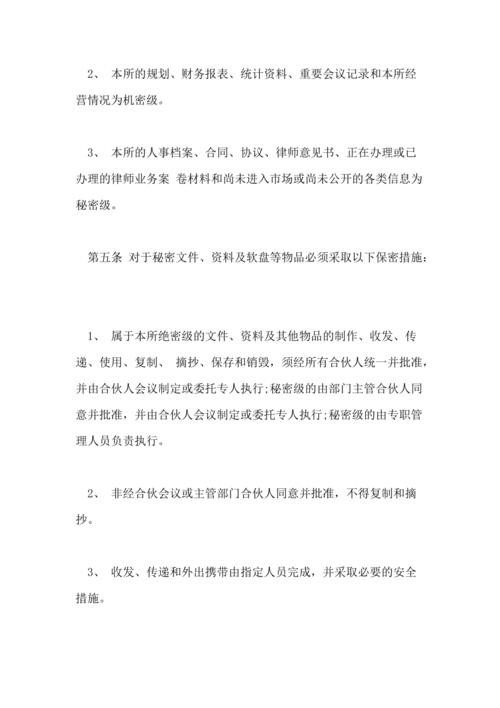 2、 本所的规划、财务报表、统计资料、重要会议记录和本所经
营情况为机密级。
3、 本所的人事档案、合同、协议、律师意见书、正在办理或已
办理的律师业务案 卷材料和尚未进入市场或尚未公开的各类信息为
秘密级。
第五条 对于秘密文件、资料及软盘等物品必须采取以下保密措施：
1、 属于本所绝密级的文件、资料及其他物品的制作、收发、传
递、使用、复制、 摘抄、保存和销毁，须经所有合伙人统一并批准，
并由合伙人会议制定或委托专人执行;秘密级的由部门主管合伙人同
意并批准，并由合伙人会议制定或委托专人执行;秘密级的由专职管
理人员负责执行。
2、 非经合伙会议或主管部门合伙人同意并批准，不得复制和摘
抄。
3、 收发、传递和外出携带由指定人员完成，并采取必要的安全
措施。